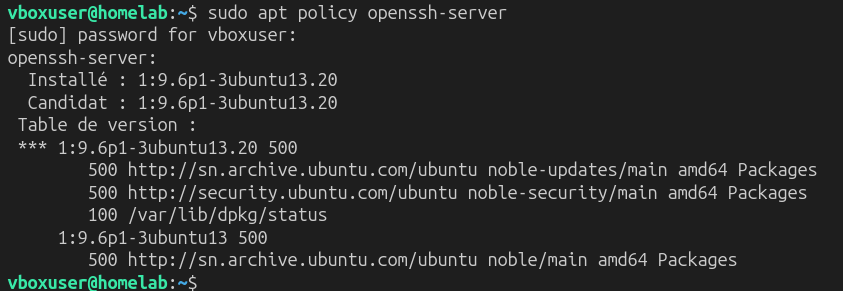 vboxuser@homelab:~$ sudo apt policy openssh-server
[sudo] password for vboxuser:
openssh-server:
  Installé : 1:9.6p1-3ubuntu13.20
  Candidat : 1:9.6p1-3ubuntu13.20
 Table de version :
 *** 1:9.6p1-3ubuntu13.20 500
        500 http://sn.archive.ubuntu.com/ubuntu noble-updates/main amd64 Packages
        500 http://security.ubuntu.com/ubuntu noble-security/main amd64 Packages
        100 /var/lib/dpkg/status
     1:9.6p1-3ubuntu13 500
        500 http://sn.archive.ubuntu.com/ubuntu noble/main amd64 Packages
vboxuser@homelab:~$